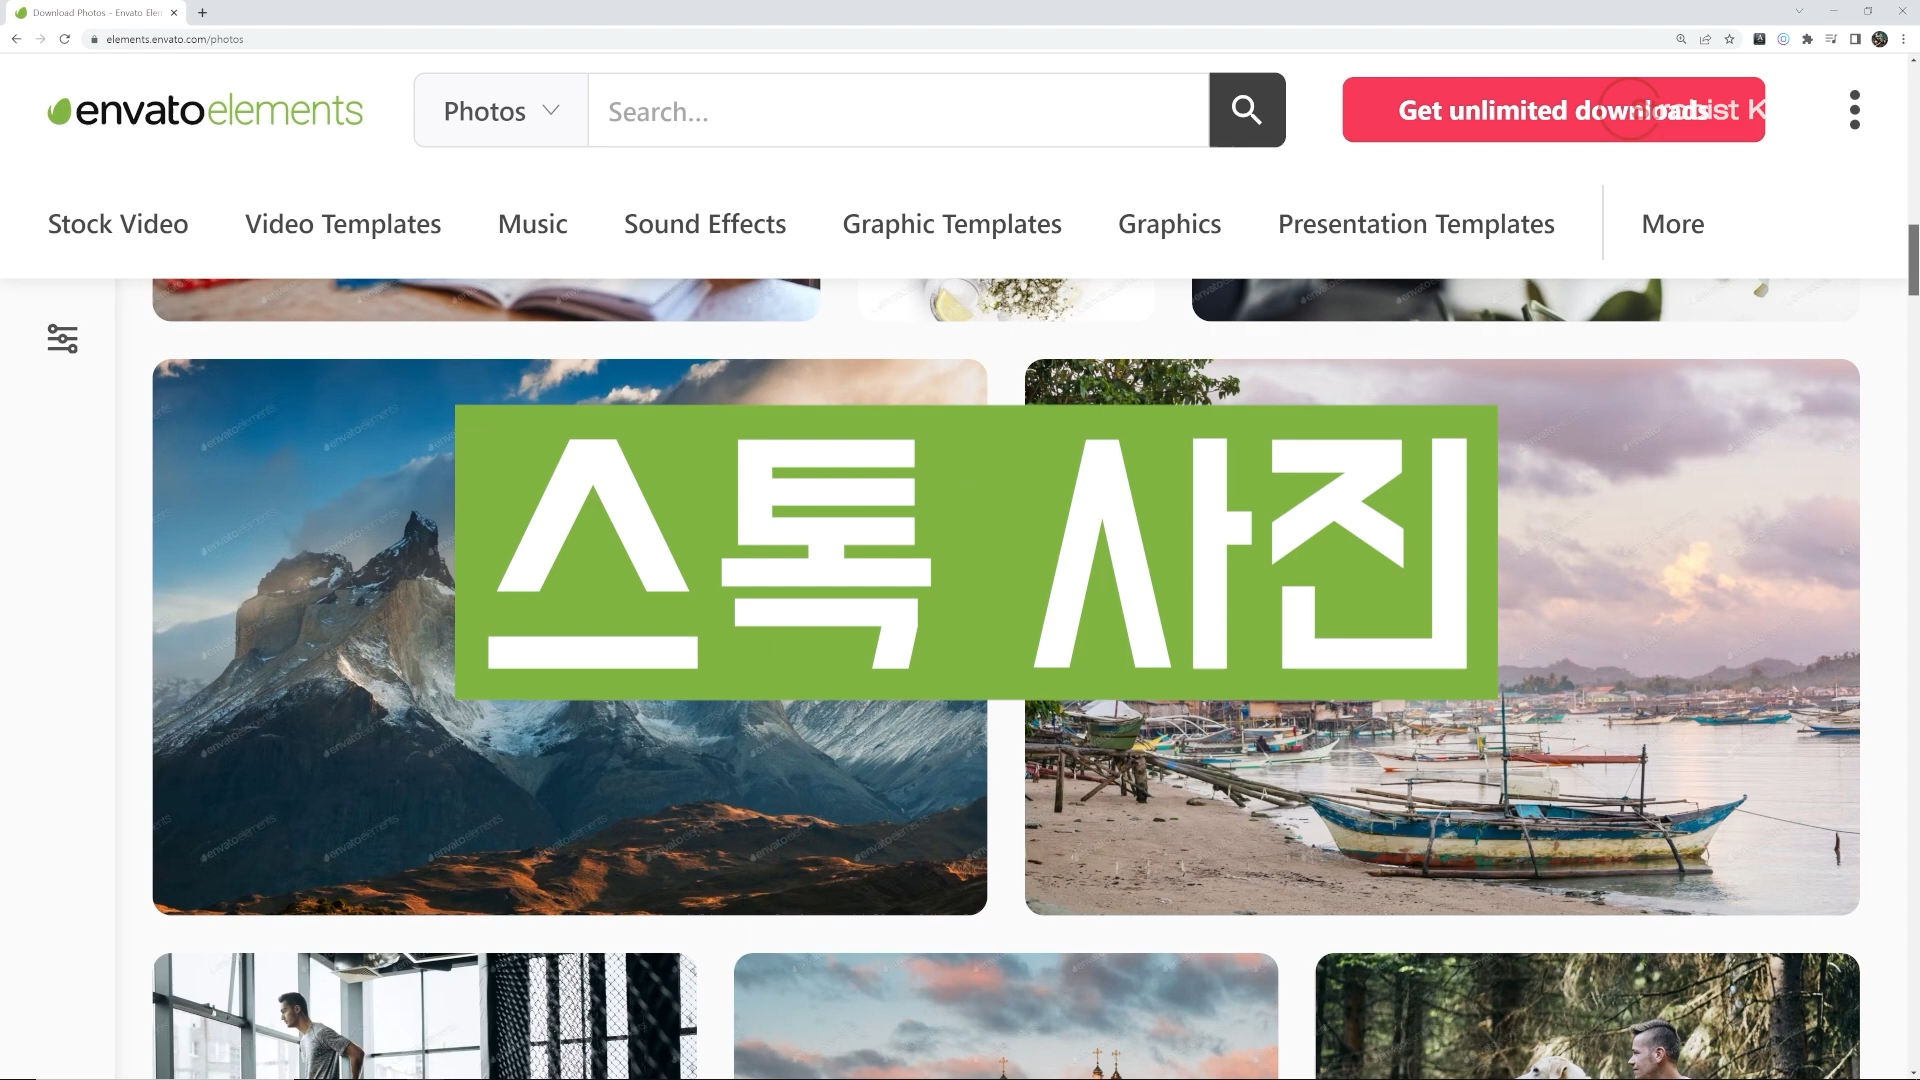 Download Photos - Envato Elem
elements.envato.com/photos
envatoelements
Photos
Search...
Get unlimited downloads
Stock Video
Video Templates
Music
Sound Effects
Graphic Templates
Graphics
Presentation Templates
More
스톡 사진